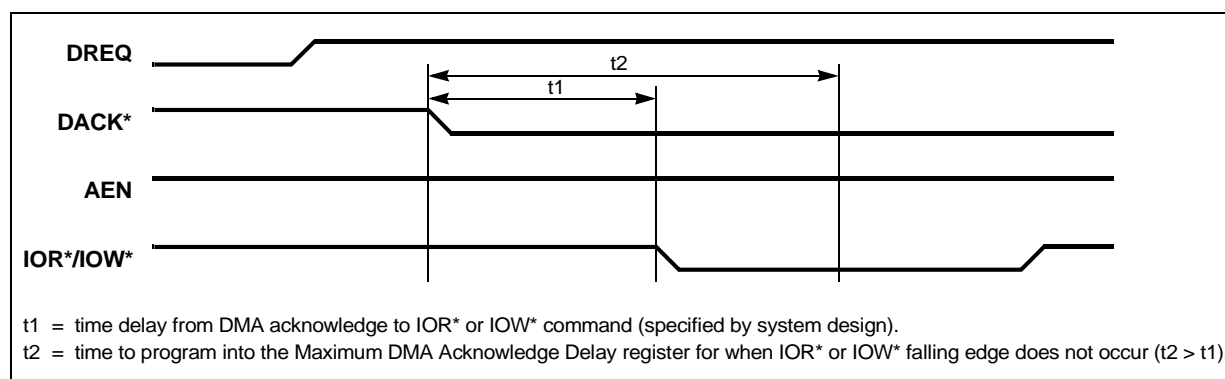 DREQ
t2
t1
DACK*
AEN
IOR*/IOW*
t1 = time delay from DMA acknowledge to IOR* or IOW* command (specified by system design).
t2 = time to program into the Maximum DMA Acknowledge Delay register for when IOR* or IOW* falling edge does not occur (t2 > t1)